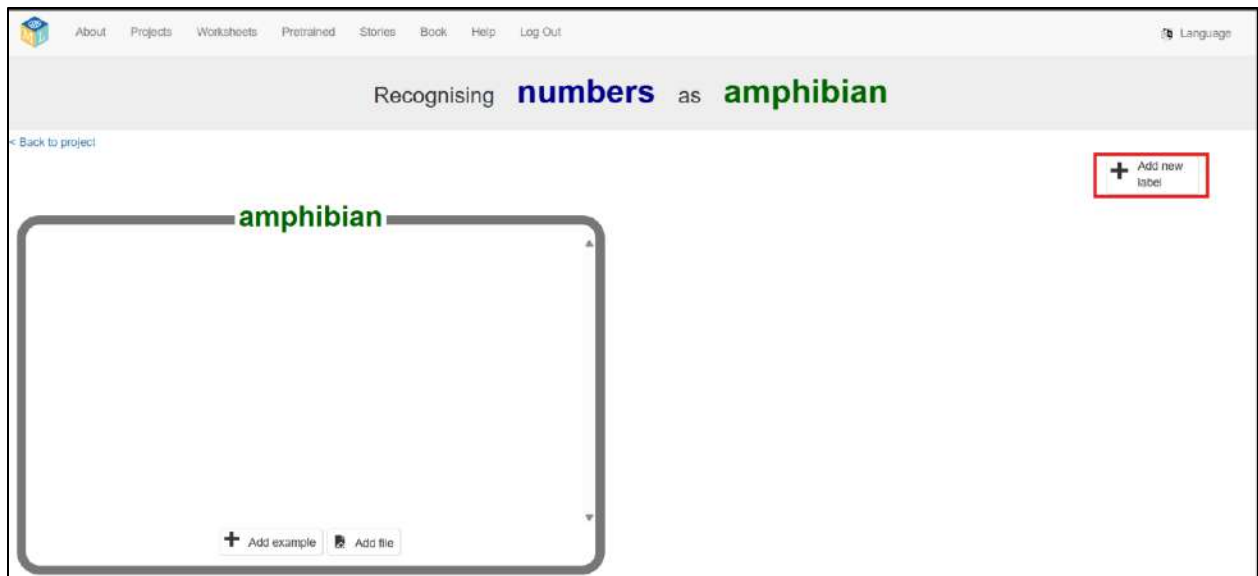 About Projects Worksheets Pretrained Stories Book Help Log Out Language
Recognising numbers as amphibian
< Back to project
Add new
label
amphibian
Add example Add file